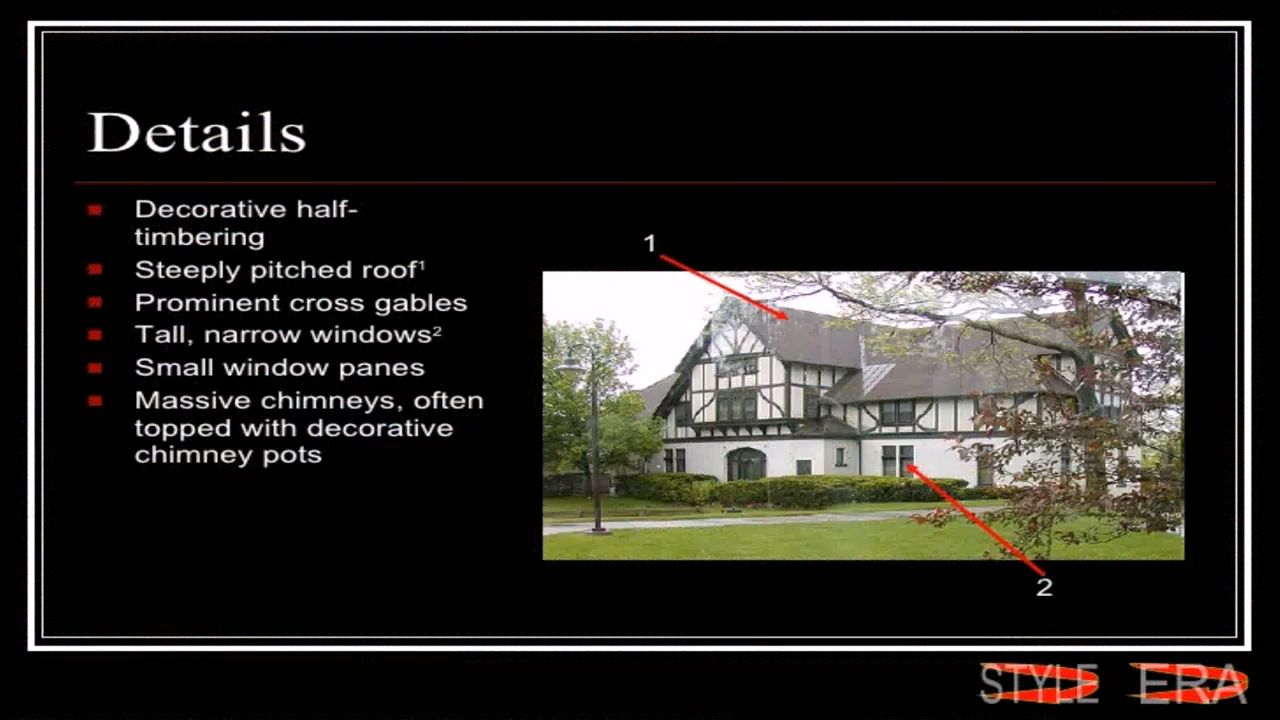 Details
Decorative half-
timbering
Steeply pitched roof¹
Prominent cross gables
Tall, narrow windows²
Small window panes
Massive chimneys, often
topped with decorative
chimney pots
1
2
STYLE ERA